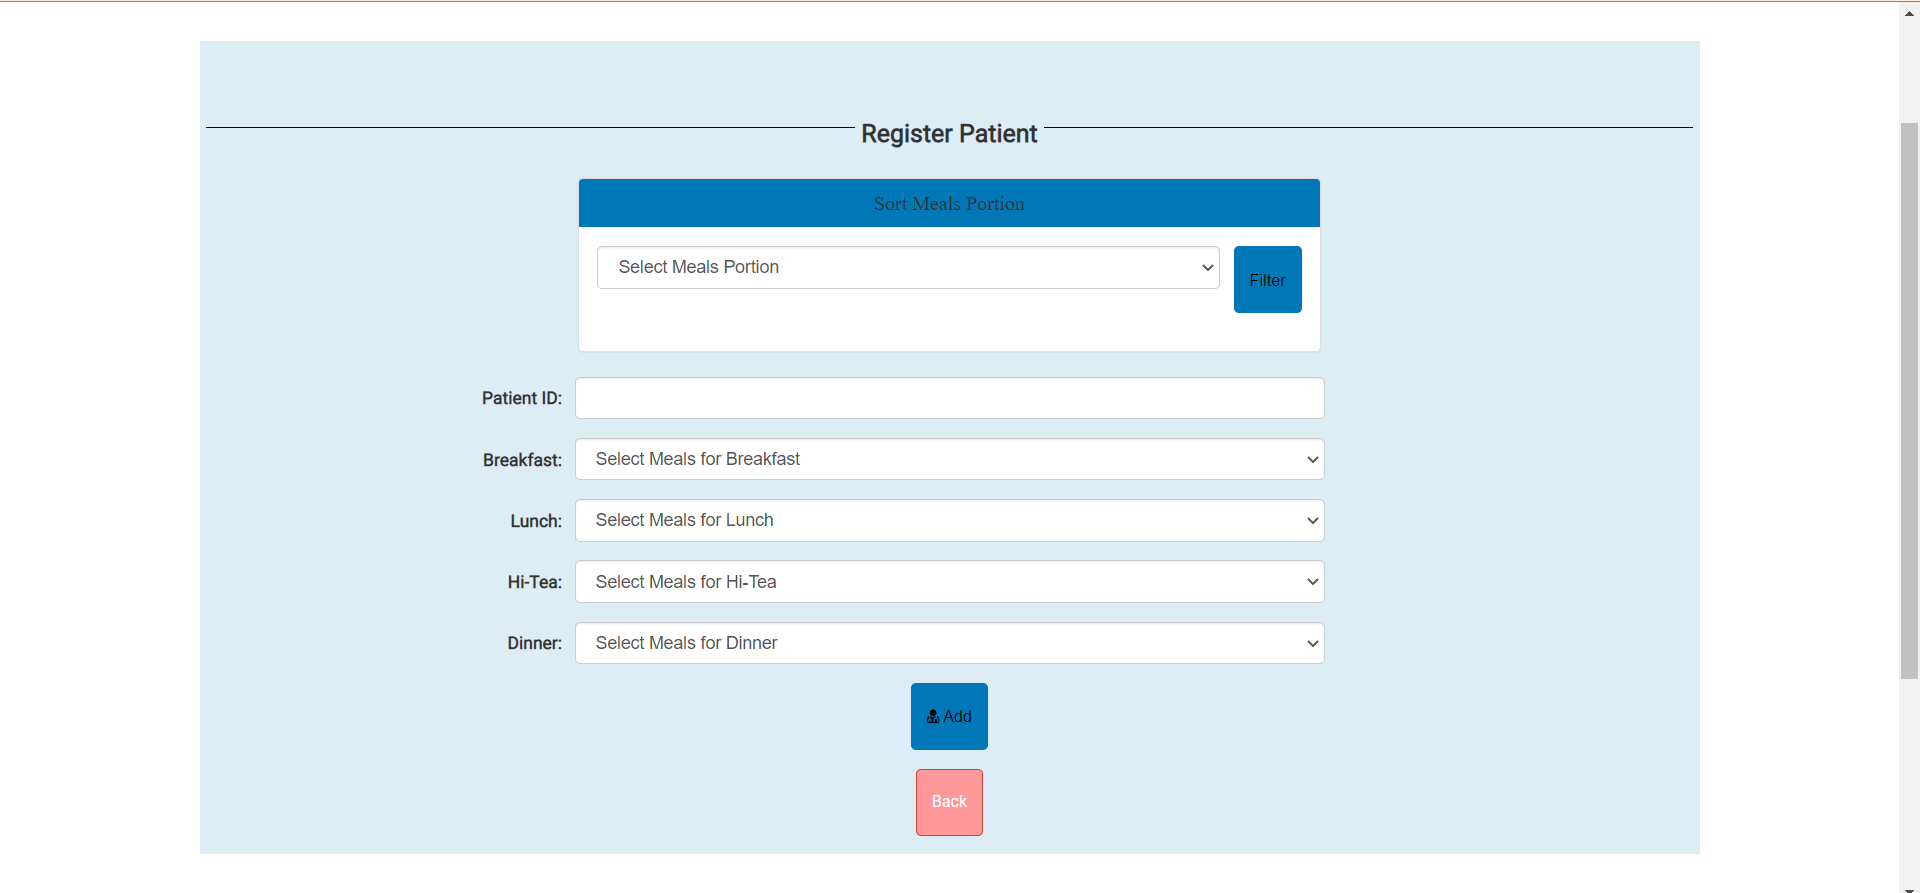 Register Patient
Sort Meals Portion
Select Meals Portion
Filter
Patient ID:
Breakfast: Select Meals for Breakfast
Lunch: Select Meals for Lunch
Hi-Tea: Select Meals for Hi-Tea
Dinner: Select Meals for Dinner
Add
Back